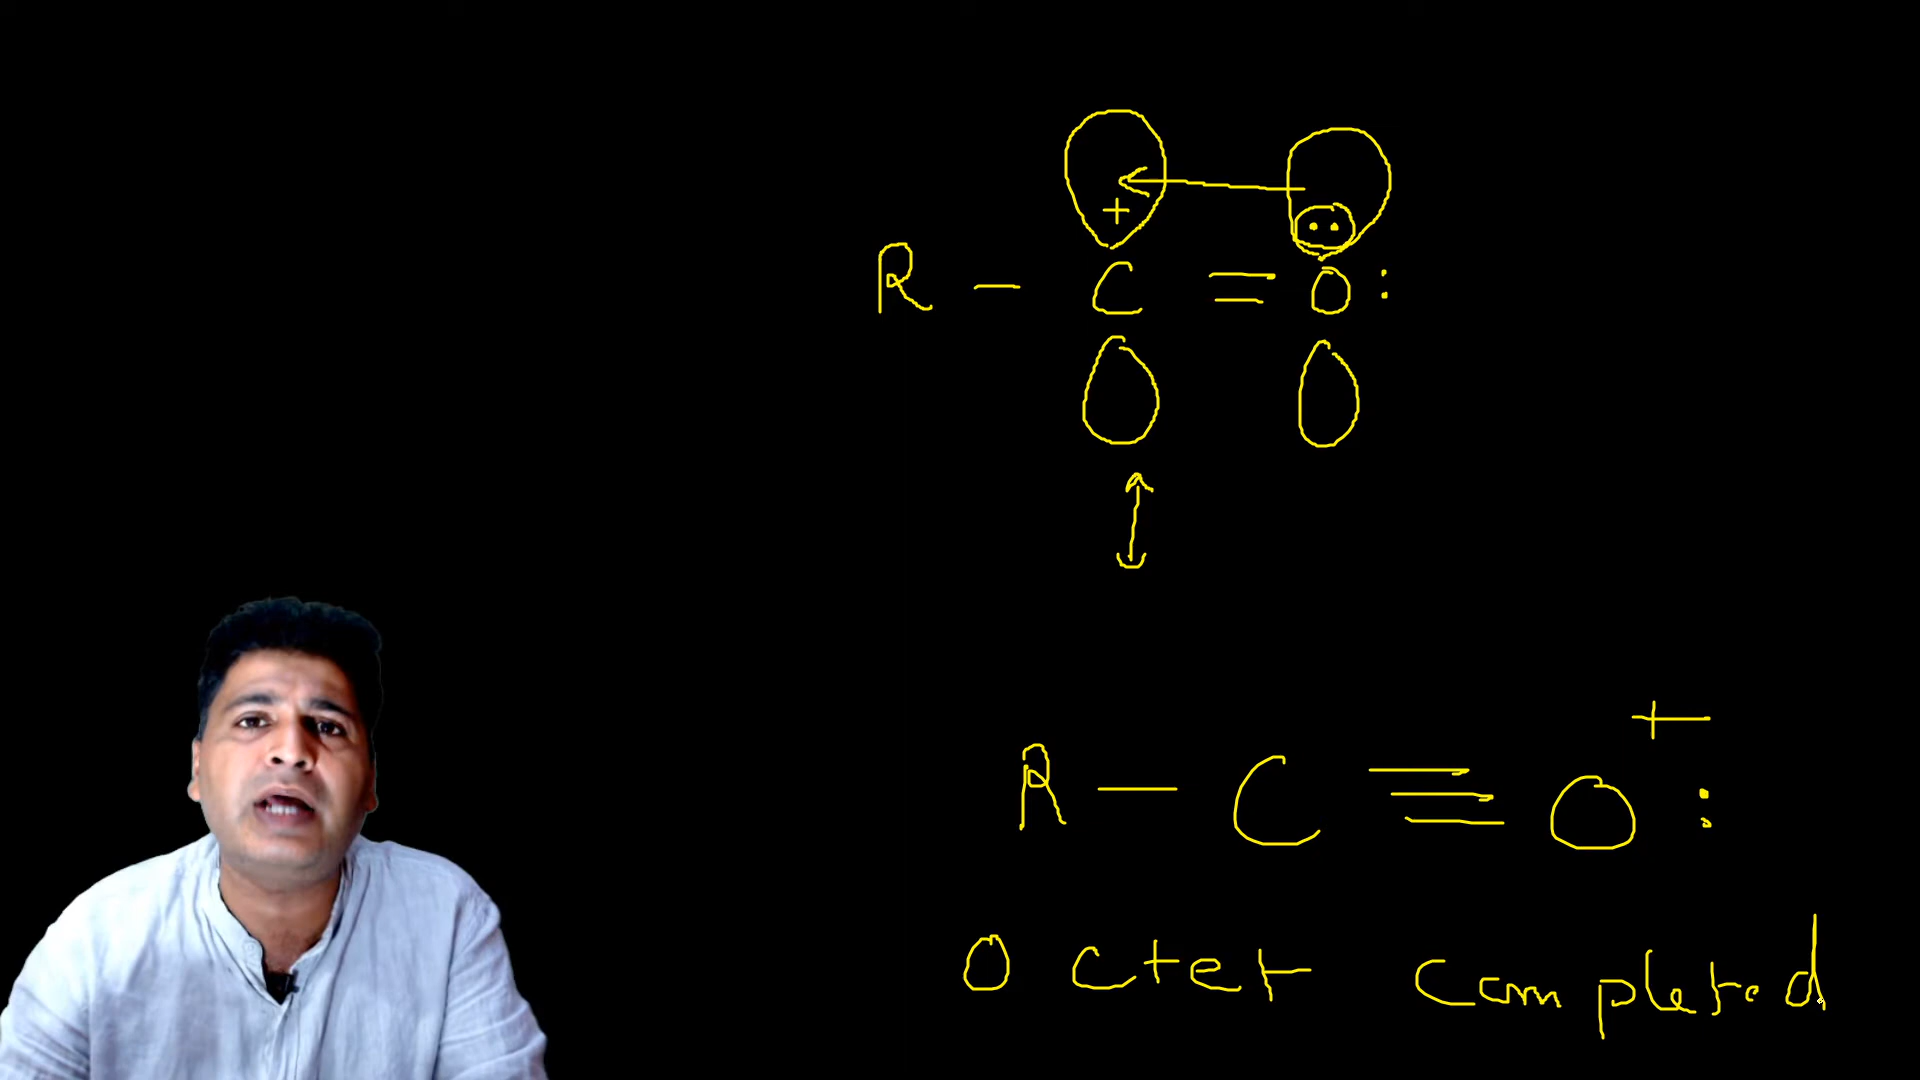 +
R - C = O :
+
R - C ≡ O :
Octet completed